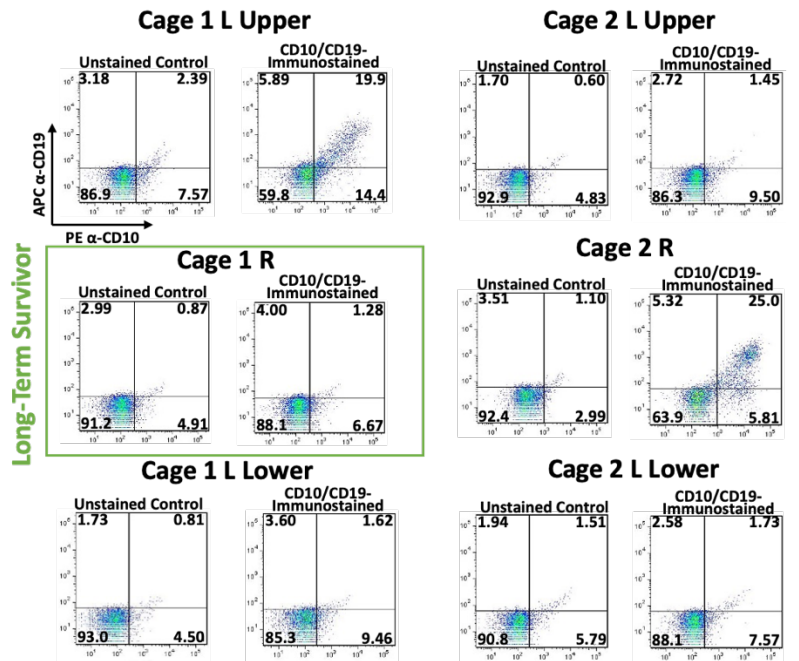 Cage 1 L Upper
Unstained Control
3.18 2.39
86.9 7.57
CD10/CD19-
Immunostained
5.89 19.9
59.8 14.4
APC α-CD19
PE α-CD10
Cage 2 L Upper
Unstained Control
1.70 0.60
92.9 4.83
CD10/CD19-
Immunostained
2.72 1.45
86.3 9.50
Long-Term Survivor
Cage 1 R
Unstained Control
2.99 0.87
91.2 4.91
CD10/CD19-
Immunostained
4.00 1.28
88.1 6.67
Cage 2 R
Unstained Control
3.51 1.10
92.4 2.99
CD10/CD19-
Immunostained
5.32 25.0
63.9 5.81
Cage 1 L Lower
Unstained Control
1.73 0.81
93.0 4.50
CD10/CD19-
Immunostained
3.60 1.62
85.3 9.46
Cage 2 L Lower
Unstained Control
1.94 1.51
90.8 5.79
CD10/CD19-
Immunostained
2.58 1.73
88.1 7.57